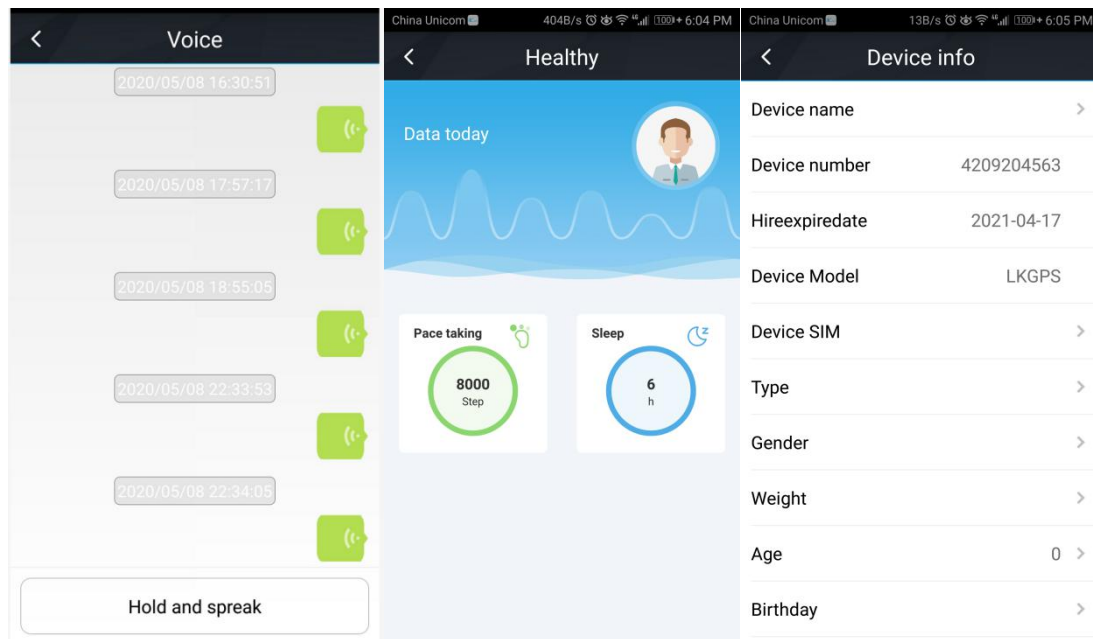 Voice
2020/05/08 16:30:51
2020/05/08 17:57:17
2020/05/08 18:55:05
2020/05/08 22:33:53
2020/05/08 22:34:05
Hold and spreak
China Unicom 404B/s 46 100+ 6:04 PM
Healthy
Data today
Pace taking
8000
Step
Sleep
z
6
h
China Unicom 13B/s 46 100+ 6:05 PM
Device info
Device name
Device number 4209204563
Hireexpiredate 2021-04-17
Device Model LKGPS
Device SIM
Type
Gender
Weight
Age 0
Birthday